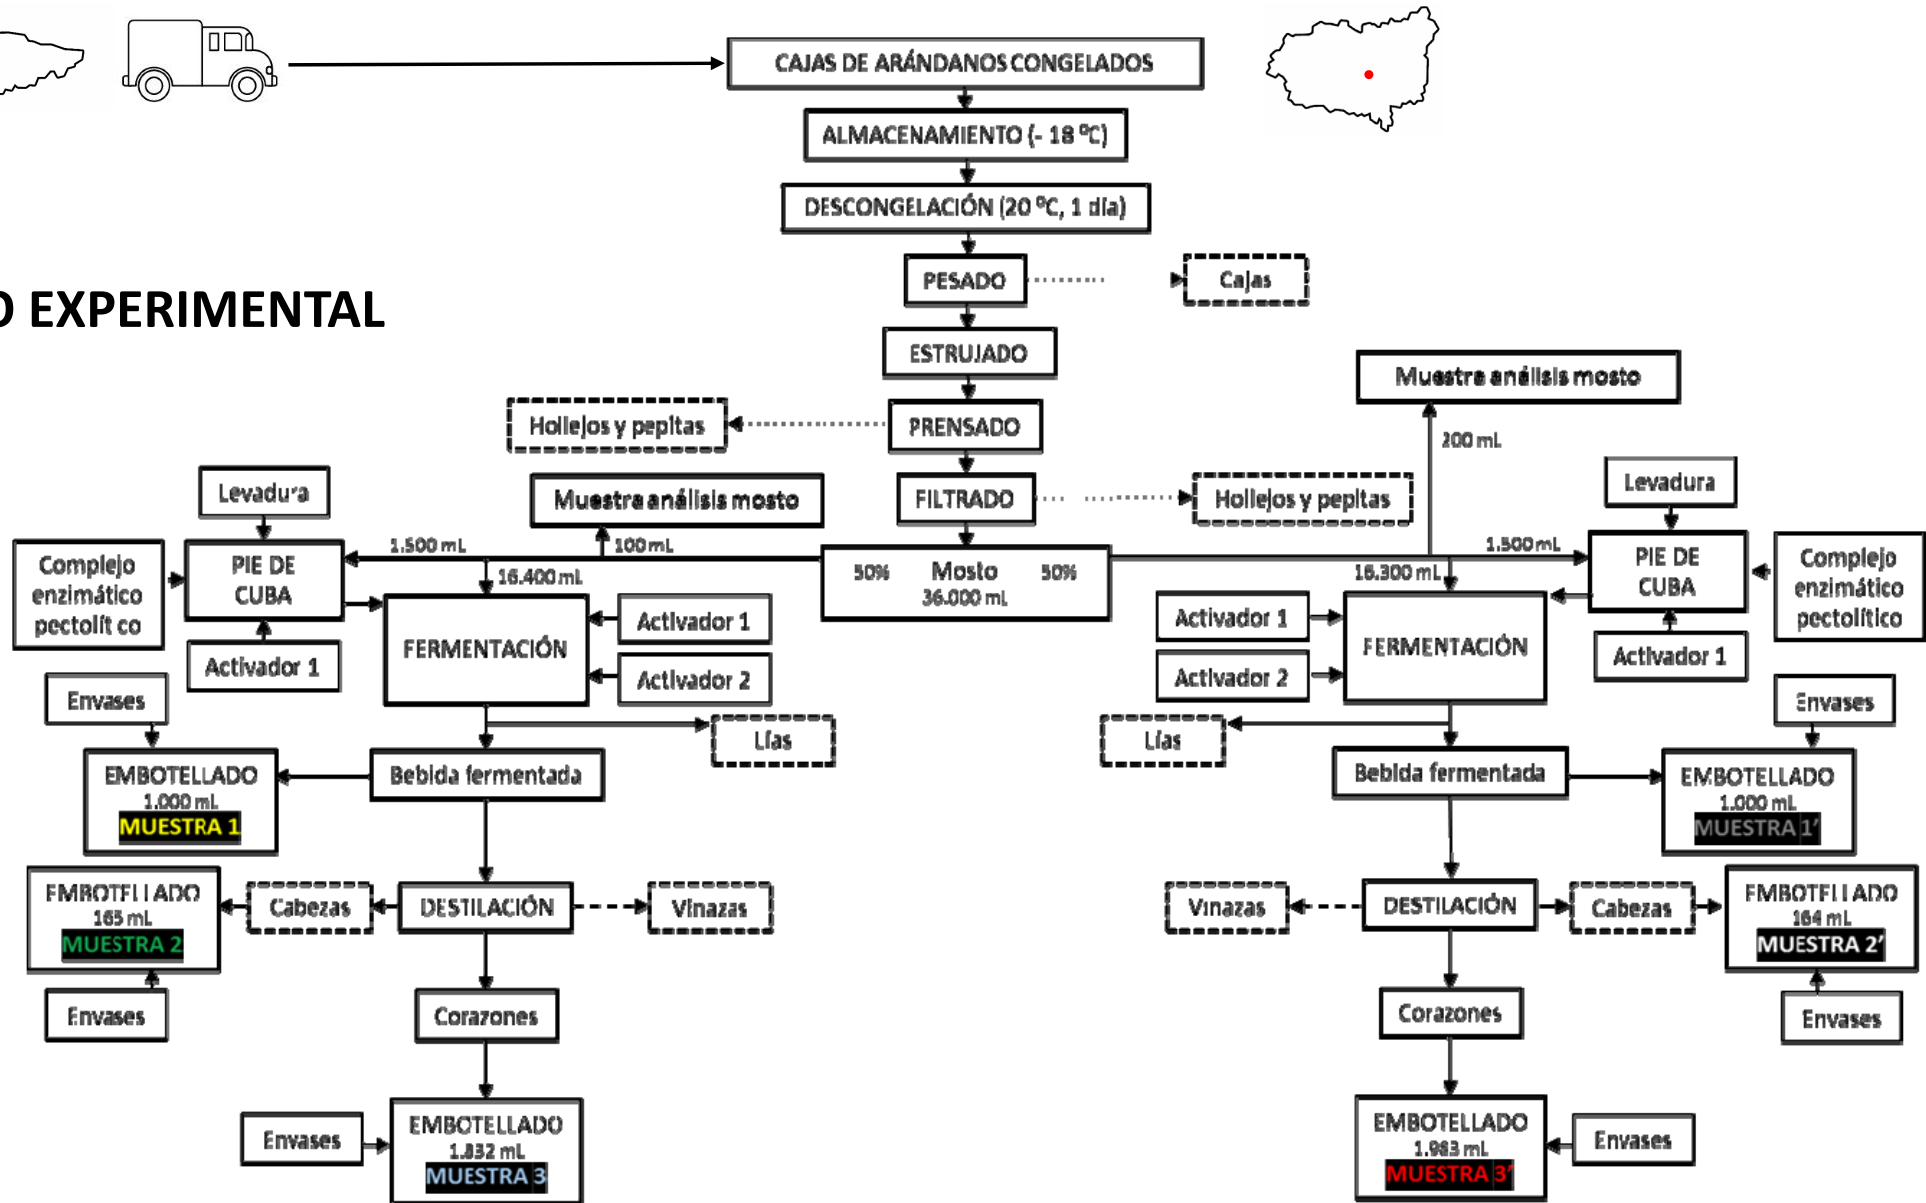 CAJAS DE ARÁNDANOS CONGELADOS
ALMACENAMIENTO (- 18 ºC)
DESCONGELACIÓN (20 ºC, 1 día)
PESADO
Cajas
O EXPERIMENTAL
ESTRUJADO
Muestra análisis mosto
Hollejos y pepitas
PRENSADO
200 mL
Levadura
Muestra análisis mosto
FILTRADO
Hollejos y pepitas
Levadura
Complejo
enzimático
pectolítico
PIE DE
CUBA
1.500 mL
100 mL
16.400 mL
50%
Mosto
50%
36.000 mL
16.300 mL
1.500 mL
PIE DE
CUBA
Complejo
enzimático
pectolítico
Activador 1
FERMENTACIÓN
Activador 1
Activador 2
Activador 1
Activador 2
FERMENTACIÓN
Activador 1
Envases
Lías
Lías
Envases
EMBOTELLADO
1.000 mL
MUESTRA 1
Bebida fermentada
Bebida fermentada
EMBOTELLADO
1.000 mL
MUESTRA 1'
EMBOTELLADO
165 mL
MUESTRA 2
Cabezas
DESTILACIÓN
Vinazas
Vinazas
DESTILACIÓN
Cabezas
EMBOTELLADO
164 mL
MUESTRA 2'
Envases
Corazones
Corazones
Envases
Envases
EMBOTELLADO
1.832 mL
MUESTRA 3
EMBOTELLADO
1.983 mL
MUESTRA 3'
Envases